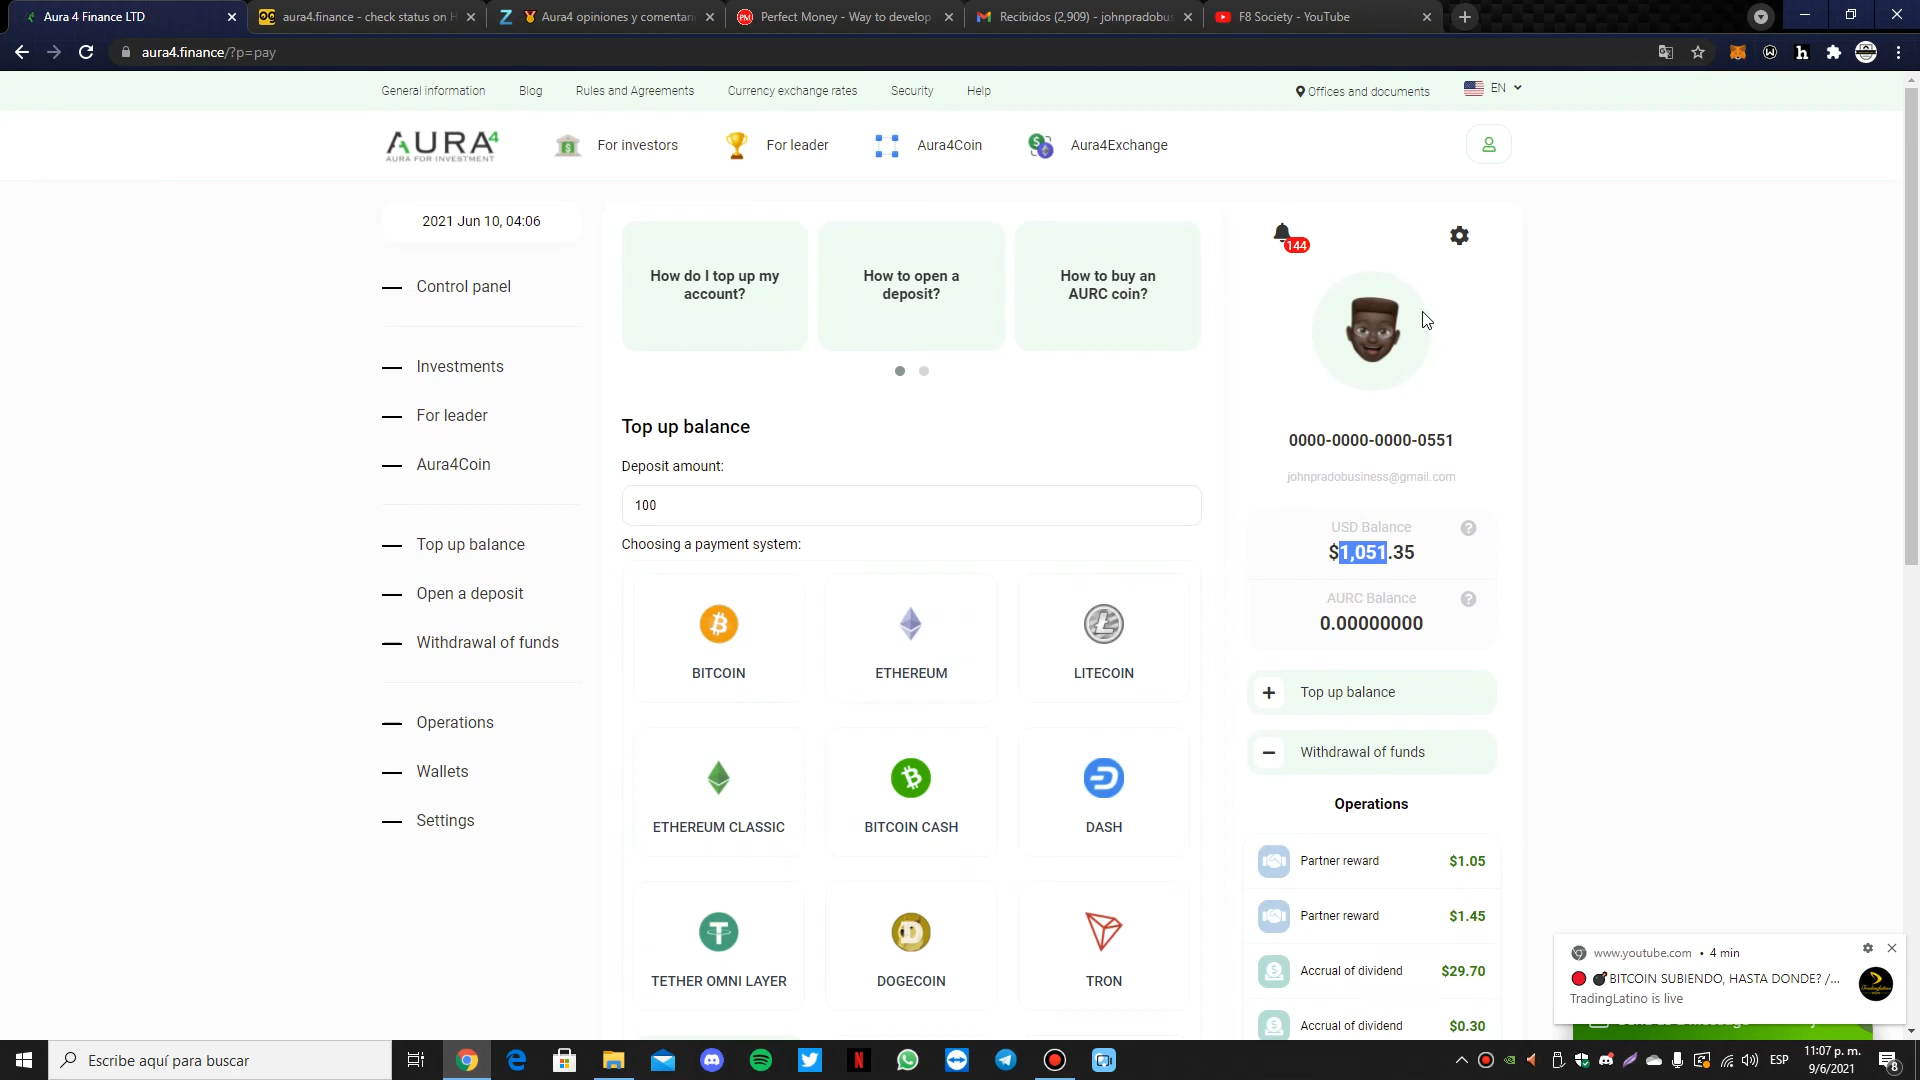 Aura 4 Finance LTD
aura4.finance - check status on H
Aura4 opiniones y comentari
Perfect Money - Way to develop
Recibidos (2,909) - johnpradobus
F8 Society - YouTube
aura4.finance/?p=pay
General information
Blog
Rules and Agreements
Currency exchange rates
Security
Help
Offices and documents
EN
AURA4
AURA FOR INVESTMENT
For investors
For leader
Aura4Coin
Aura4Exchange
2021 Jun 10, 04:06
Control panel
Investments
For leader
Aura4Coin
Top up balance
Open a deposit
Withdrawal of funds
Operations
Wallets
Settings
How do I top up my
account?
How to open a
deposit?
How to buy an
AURC coin?
Top up balance
Deposit amount:
100
Choosing a payment system:
BITCOIN
ETHEREUM
LITECOIN
ETHEREUM CLASSIC
BITCOIN CASH
DASH
TETHER OMNI LAYER
DOGECOIN
TRON
144
0000-0000-0000-0551
johnpradobusiness@gmail.com
USD Balance
$1,051.35
AURC Balance
0.00000000
Top up balance
Withdrawal of funds
Operations
Partner reward $1.05
Partner reward $1.45
Accrual of dividend $29.70
Accrual of dividend $0.30
www.youtube.com • 4 min
BITCOIN SUBIENDO, HASTA DONDE? /...
TradingLatino is live
Escribe aquí para buscar
ESP
11:07 p. m.
9/6/2021
8